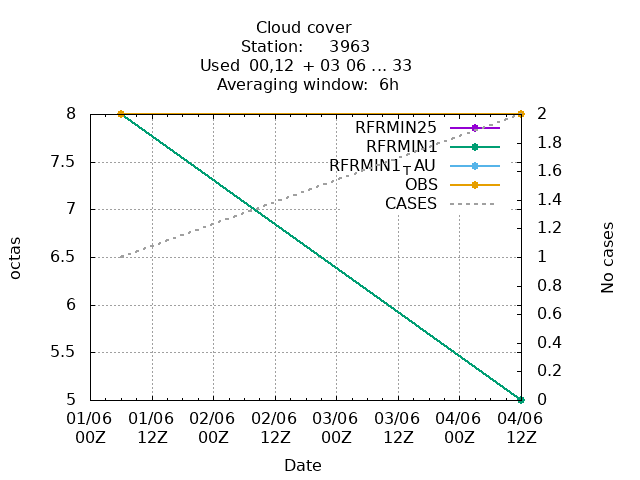 Cloud cover
Station: 3963
Used 00,12 + 03 06 ... 33
Averaging window: 6h
8
7.5
7
6.5
6
5.5
5
octas
2
1.8
1.6
1.4
1.2
1
0.8
0.6
0.4
0.2
0
No cases
RFRMIN25
RFRMIN1
RFRMIN1TAU
OBS
CASES
01/06 01/06 02/06 02/06 03/06 03/06 04/06 04/06
00Z 12Z 00Z 12Z 00Z 12Z 00Z 12Z
Date